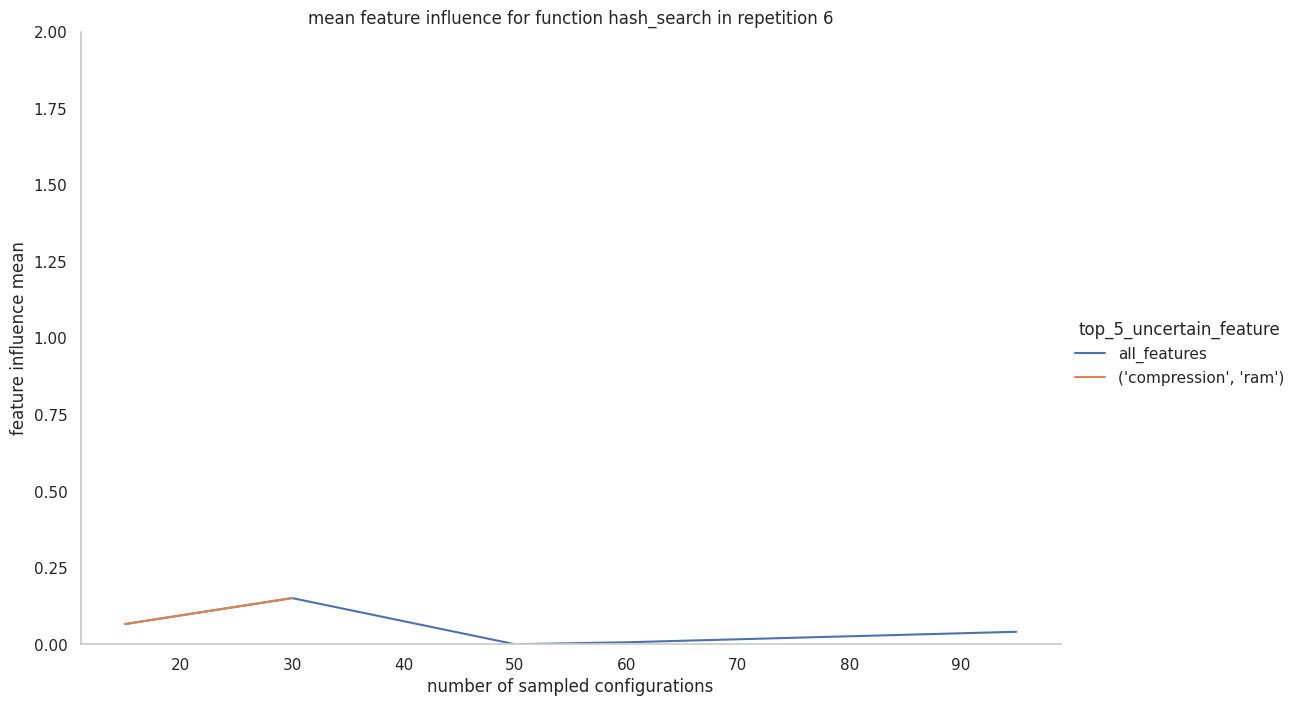 mean feature influence for function hash_search in repetition 6
2.00
1.75
1.50
1.25
1.00
0.75
0.50
0.25
0.00
feature influence mean
20 30 40 50 60 70 80 90
number of sampled configurations
top_5_uncertain_feature
all_features
('compression', 'ram')